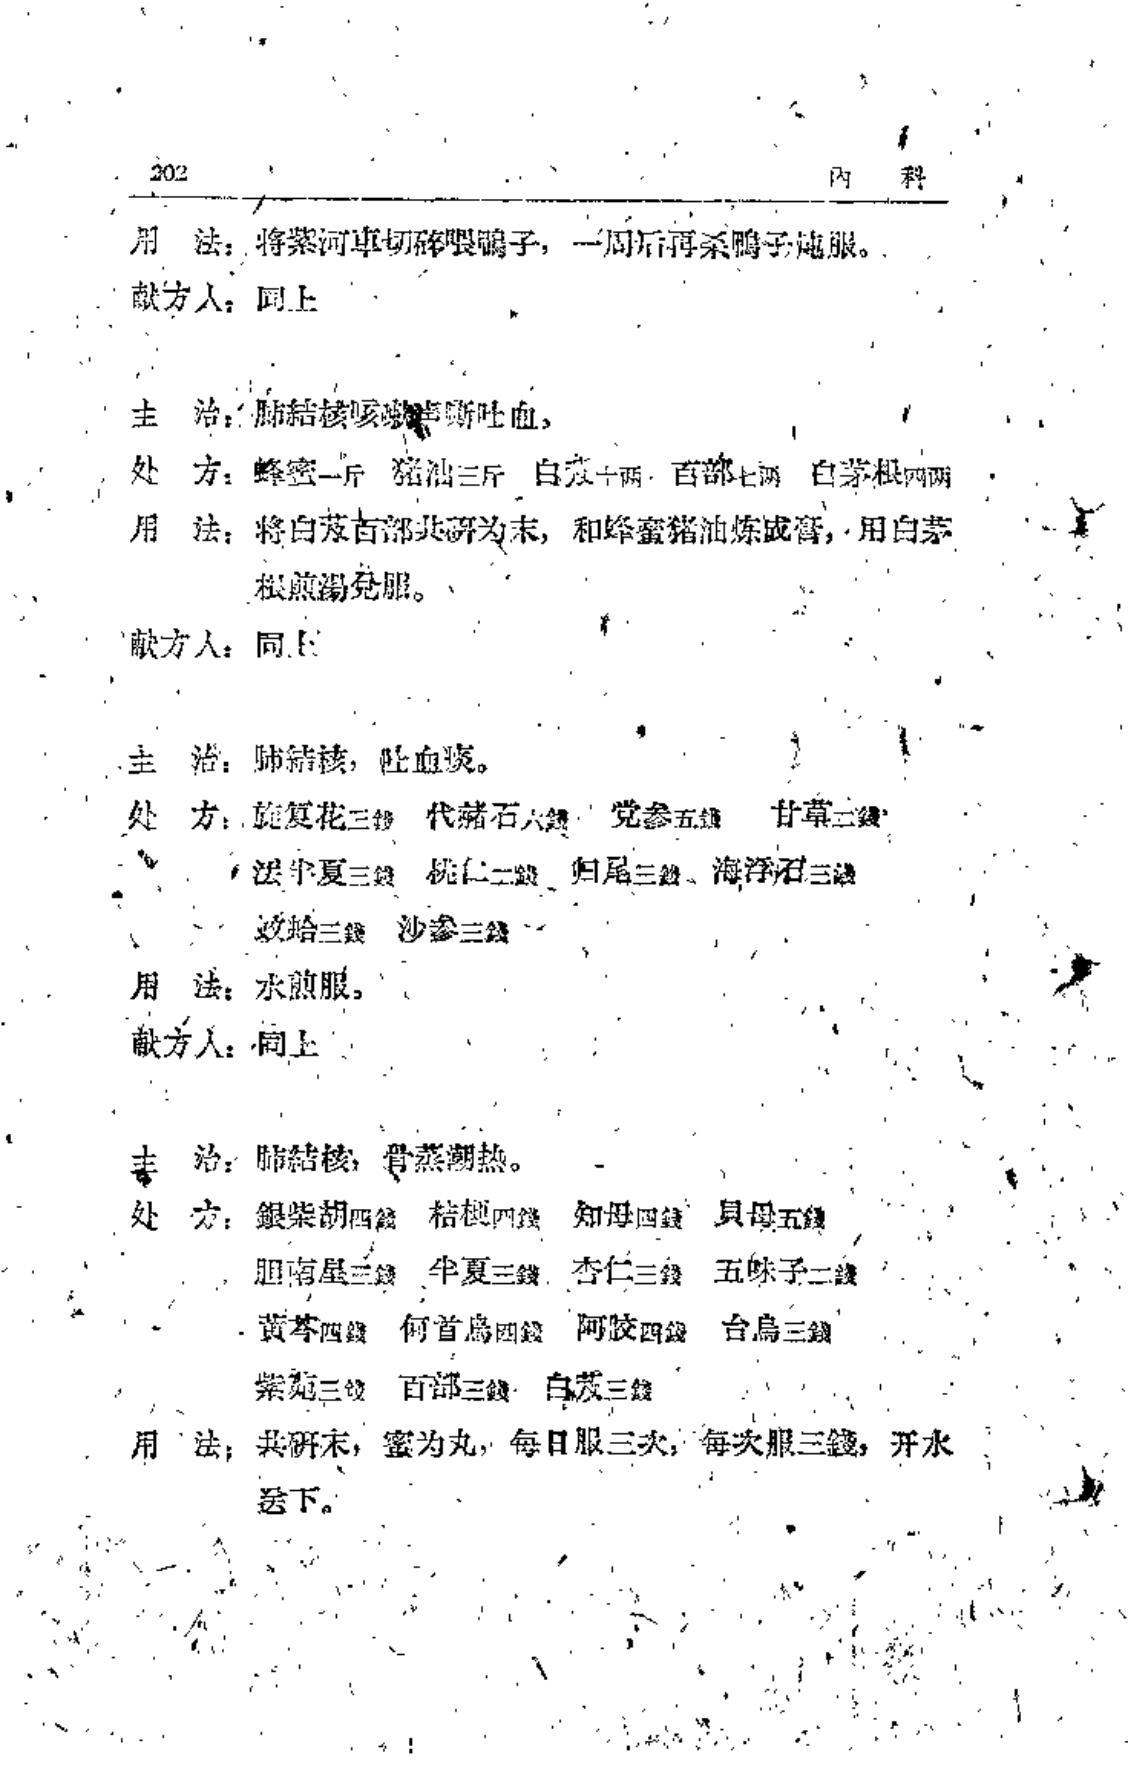 202 內 科
用 法：将紫河車切碎喂鴨子，一周后再杀鴨子炖服。
献方人：同上
主 治：肺結核咳嗽声嘶吐血，
处 方：蜂蜜一斤 猪油三斤 白芨十两 百部七两 白茅根四两
用 法：将白芨百部共研为末，和蜂蜜猪油炼成膏，用白茅
根煎湯兌服。
献方人：同上
主 治：肺結核，吐血痰。
处 方：旋复花三錢 代赭石六錢 党参五錢 甘草二錢
法半夏三錢 桃仁二錢 归尾三錢 海浮石三錢
蛤三錢 沙参三錢
用 法：水煎服。
献方人：同上
主 治：肺結核，骨蒸潮热。
处 方：銀柴胡四錢 桔梗四錢 知母四錢 貝母五錢
胆南星三錢 半夏三錢 杏仁三錢 五味子二錢
黃芩四錢 何首烏四錢 阿胶四錢 台烏三錢
紫菀三錢 百部三錢 白芨三錢
用 法：共研末，蜜为丸，每日服三次，每次服三錢，开水
送下。